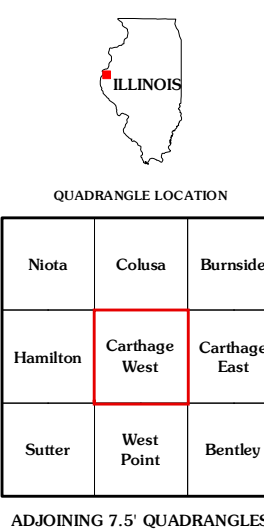 ILLINOIS
QUADRANGLE LOCATION
Niota Colusa Burnside
Hamilton Carthage West Carthage East
Sutter West Point Bentley
ADJOINING 7.5' QUADRANGLES